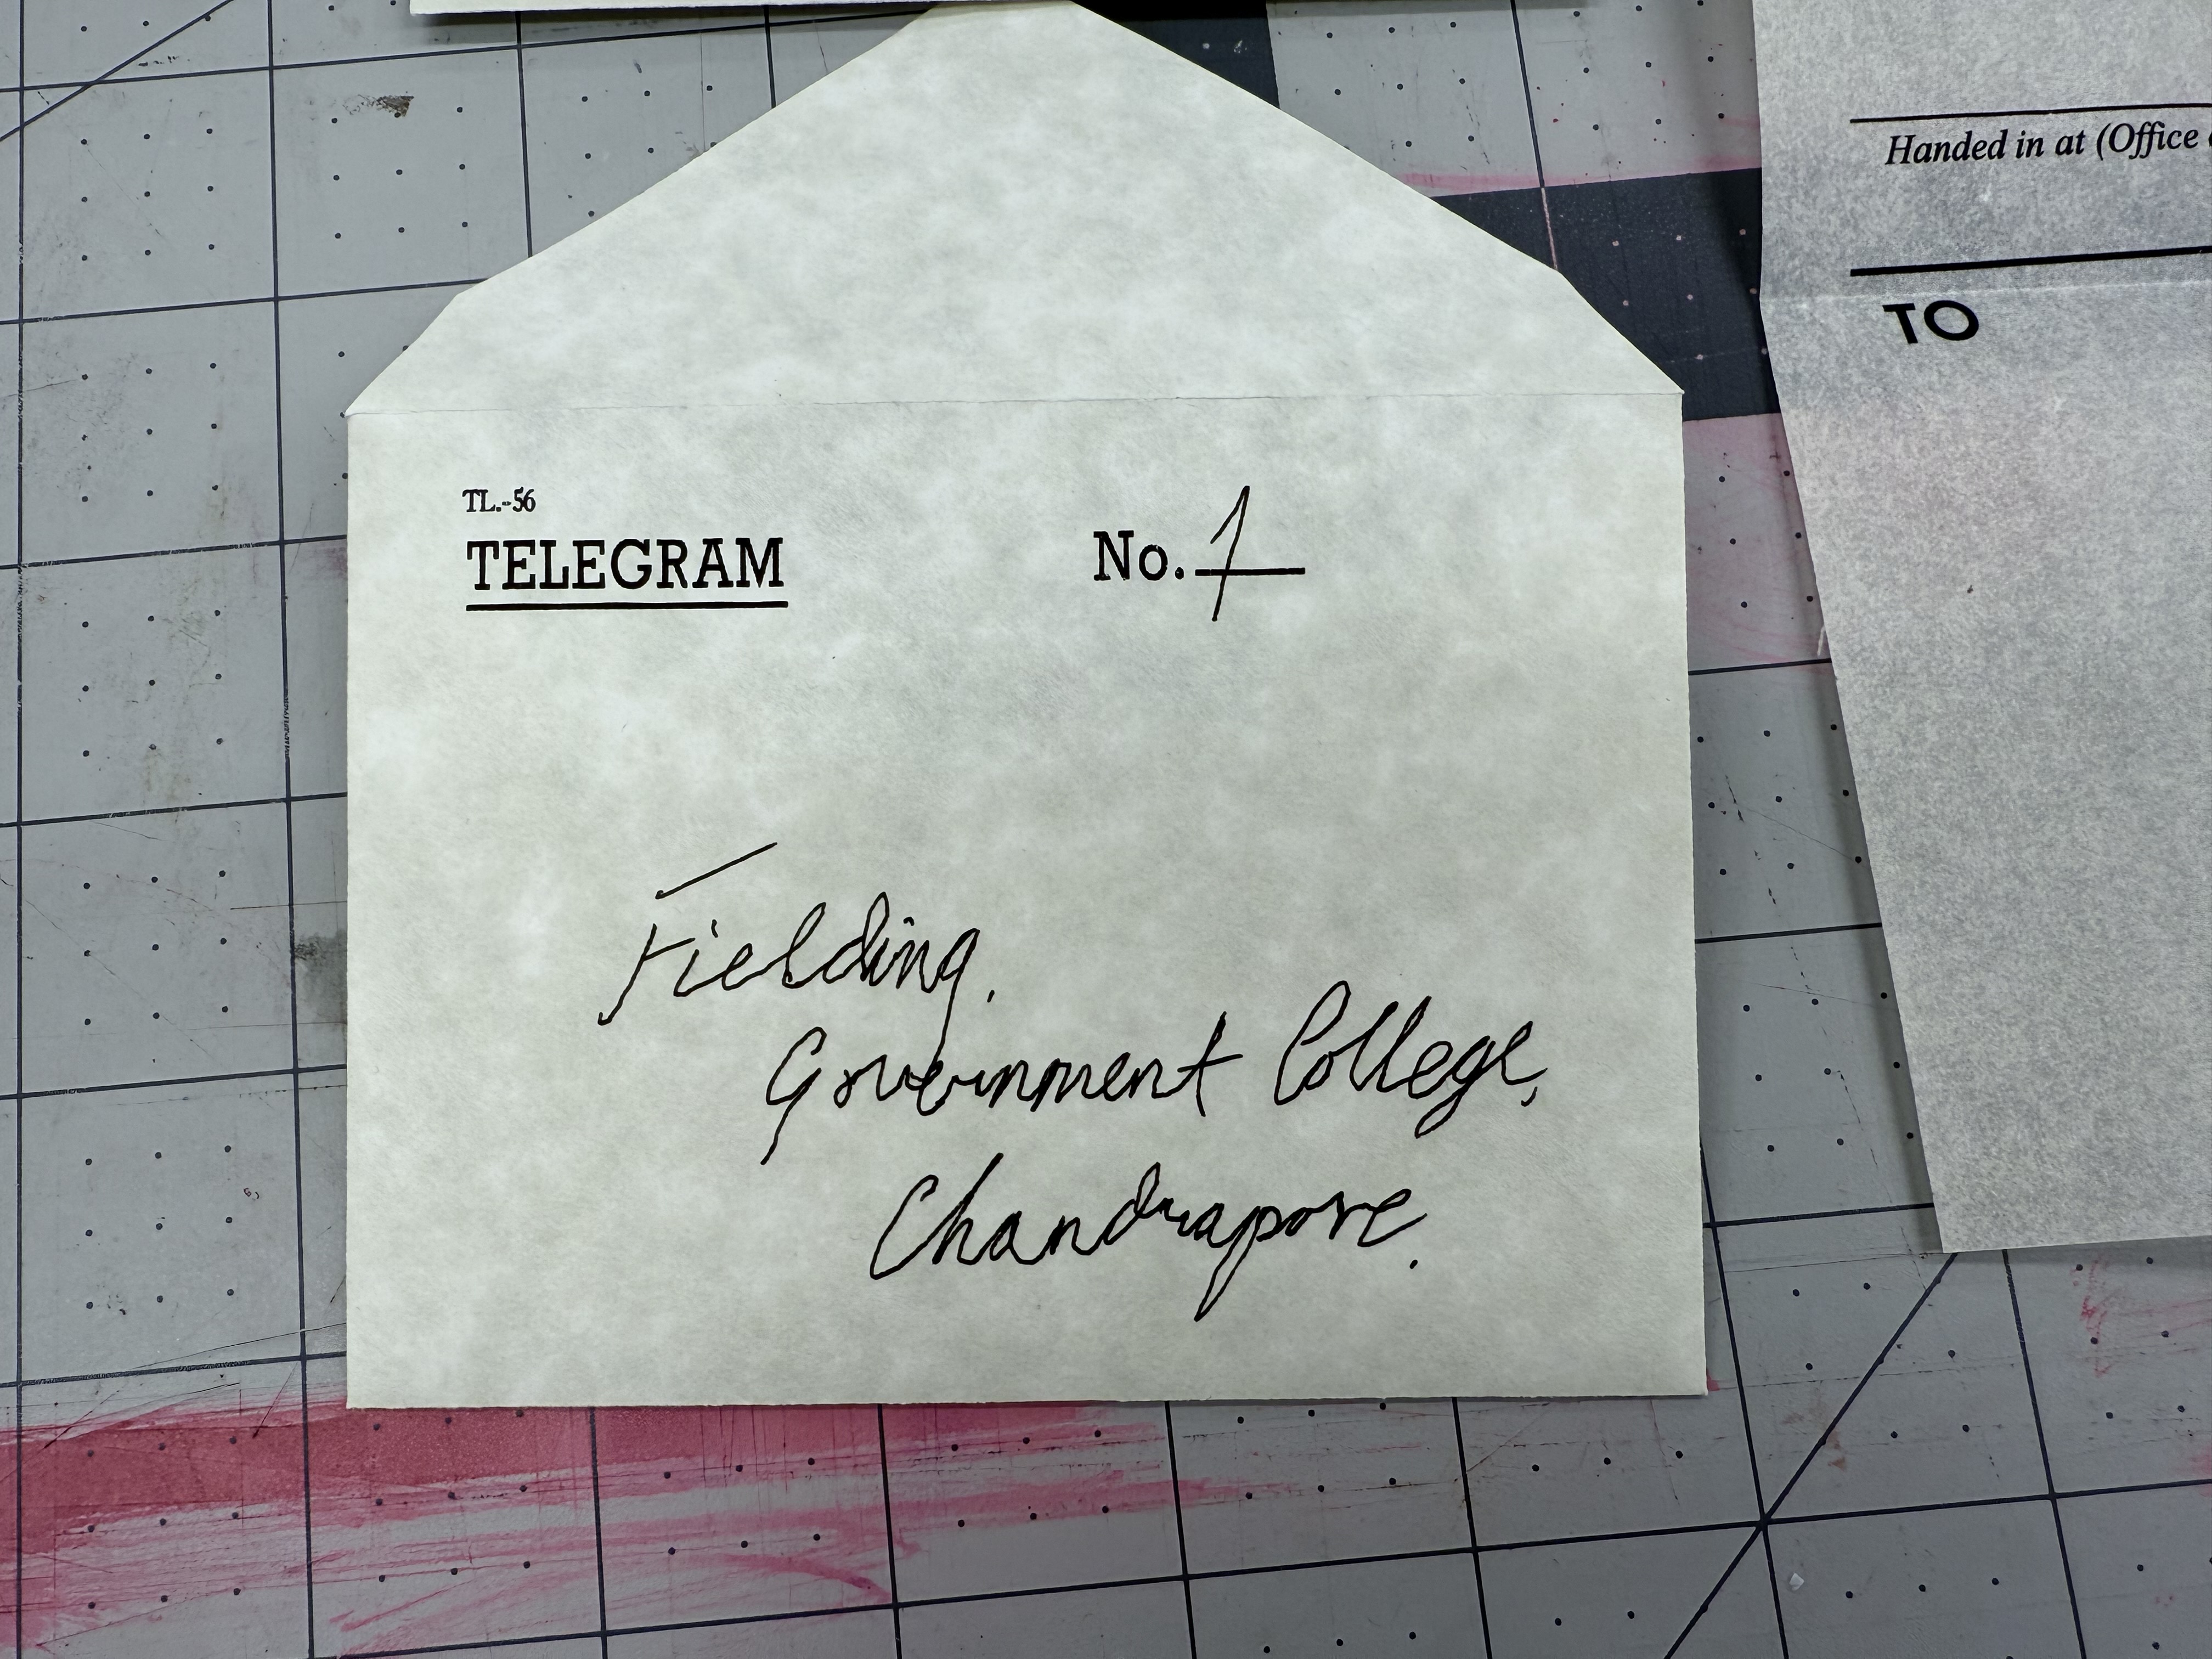 TL.-56
TELEGRAM
No. 1
Fielding,
Government College,
Chandrapore.
Handed in at (Office
TO